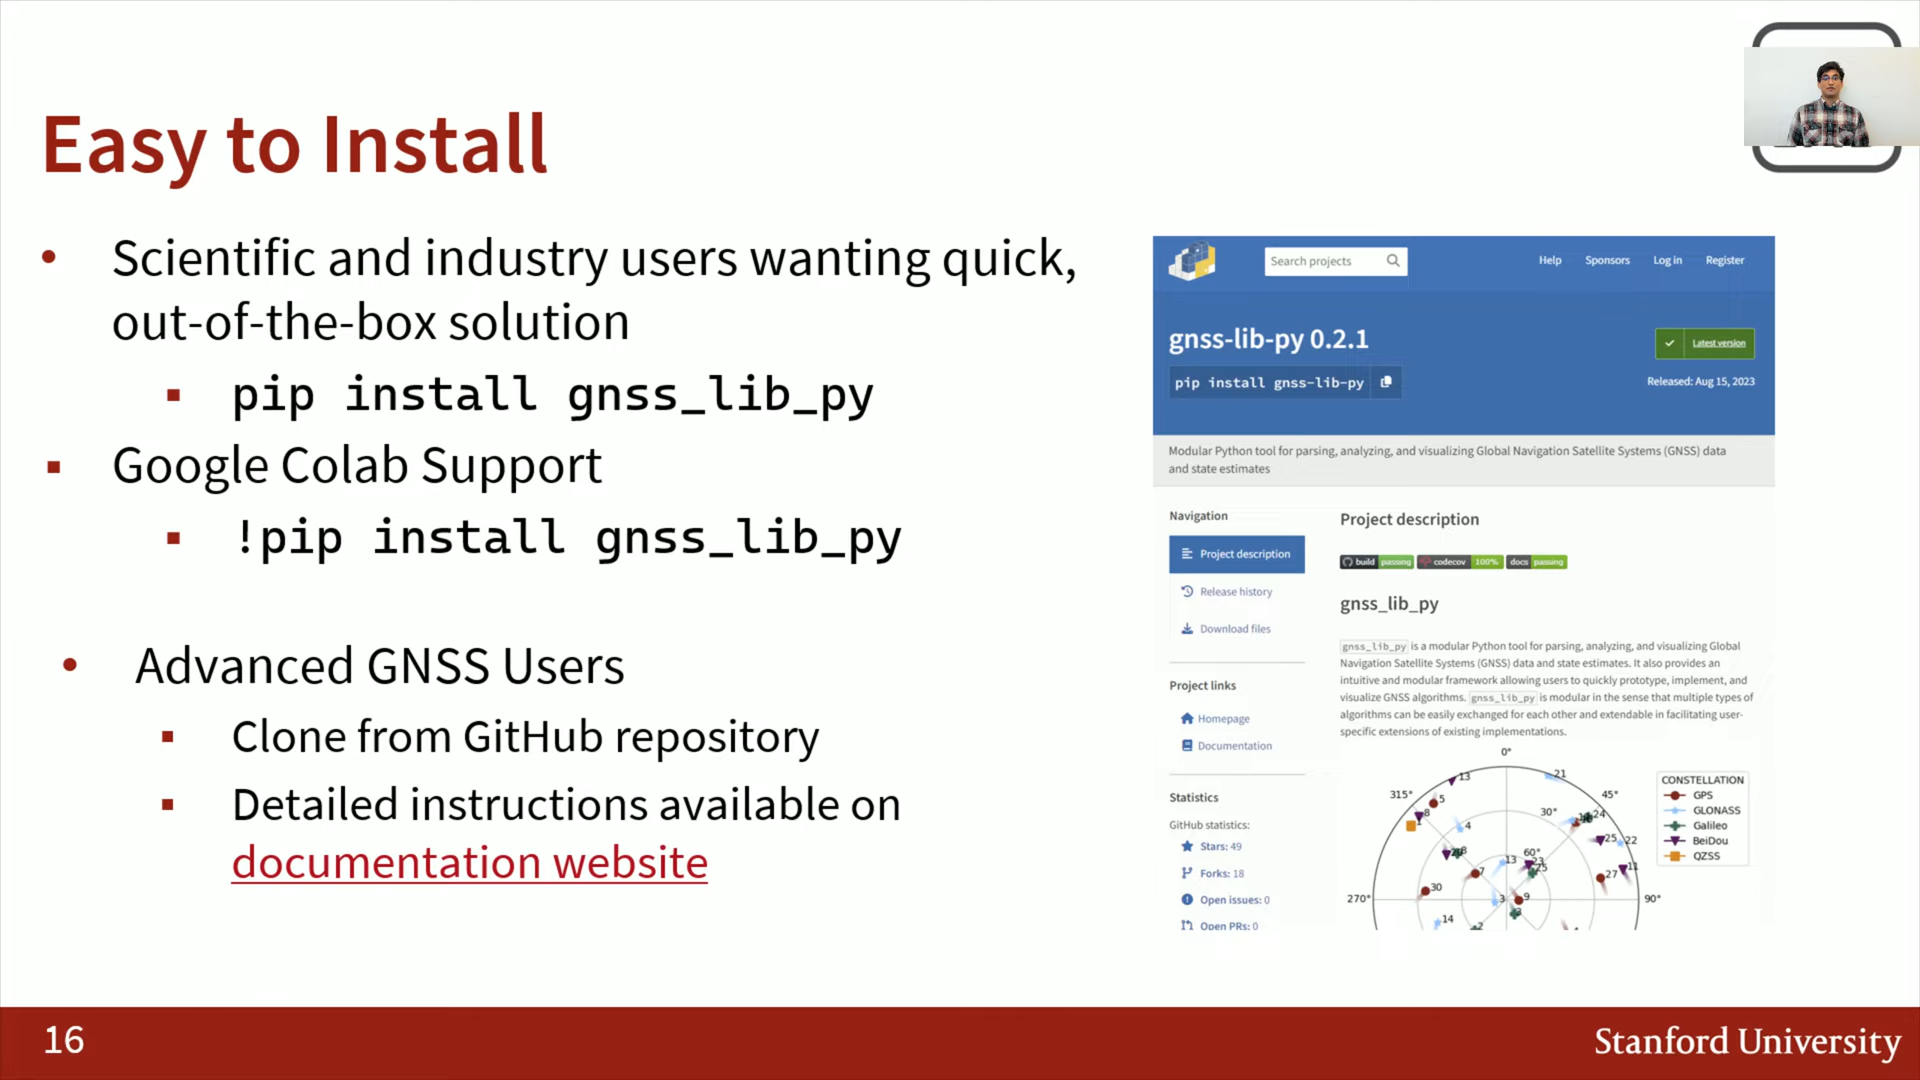 Easy to Install
Scientific and industry users wanting quick,
out-of-the-box solution
pip install gnss_lib_py
Google Colab Support
!pip install gnss_lib_py
Advanced GNSS Users
Clone from GitHub repository
Detailed instructions available on
documentation website
Search projects
Help Sponsors Log in Register
gnss-lib-py 0.2.1
Latest version
pip install gnss-lib-py
Released: Aug 15, 2023
Modular Python tool for parsing, analyzing, and visualizing Global Navigation Satellite Systems (GNSS) data
and state estimates
Navigation
Project description
Release history
Download files
Project links
Homepage
Documentation
Statistics
GitHub statistics:
Stars: 49
Forks: 18
Open issues: 0
Open PRs: 0
Project description
build passing codecov 100% docs passing
gnss_lib_py
gnss_lib_py is a modular Python tool for parsing, analyzing, and visualizing Global
Navigation Satellite Systems (GNSS) data and state estimates. It also provides an
intuitive and modular framework allowing users to quickly prototype, implement, and
visualize GNSS algorithms. gnss_lib_py is modular in the sense that multiple types of
algorithms can be easily exchanged for each other and extendable in facilitating user-
specific extensions of existing implementations.
0°
13 21
315° 5 45°
8 30° 24
4
25 22
60° 23
13 25 11
7 27
30
270° 3 9 90°
14 2
CONSTELLATION
GPS
GLONASS
Galileo
BeiDou
QZSS
16
Stanford University